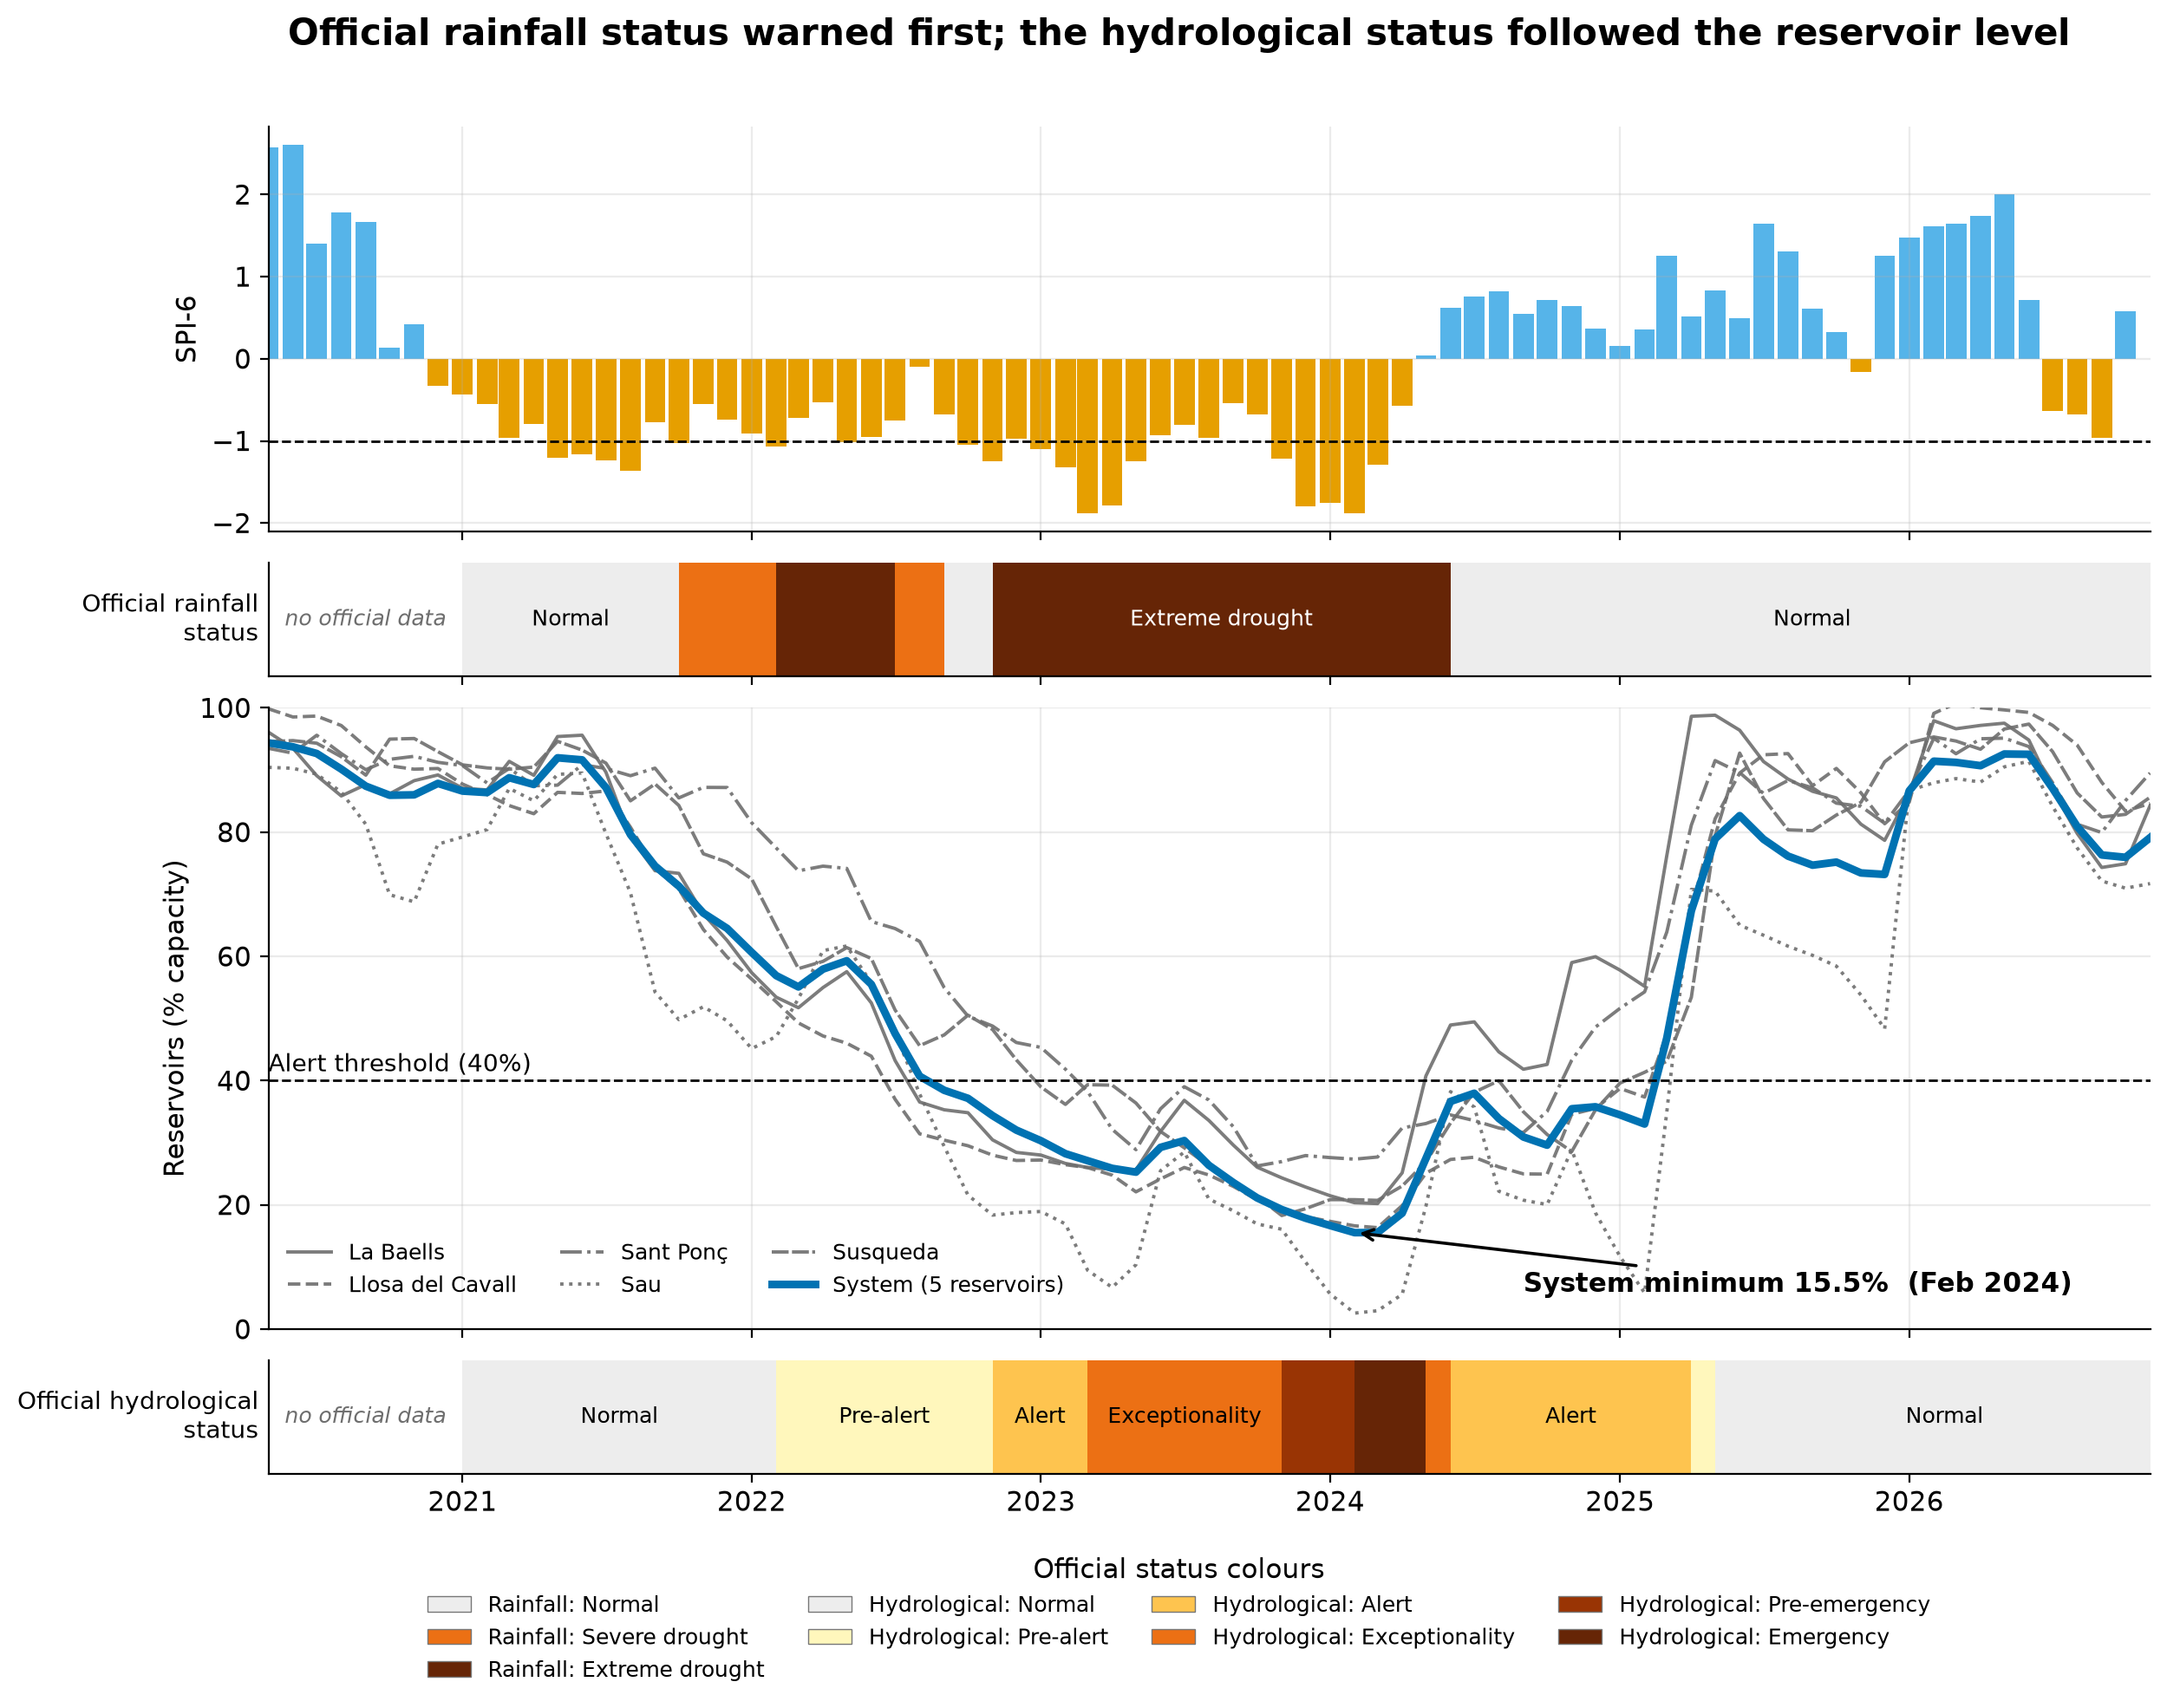 Official rainfall status warned first; the hydrological status followed the reservoir level
2
1
0
−1
−2
SPI-6
Official rainfall
status
no official data
Normal
Extreme drought
Normal
100
80
60
40
20
0
Reservoirs (% capacity)
Alert threshold (40%)
La Baells
Llosa del Cavall
Sant Ponç
Sau
Susqueda
System (5 reservoirs)
System minimum 15.5%  (Feb 2024)
Official hydrological
status
no official data
Normal
Pre-alert
Alert
Exceptionality
Alert
Normal
2021
2022
2023
2024
2025
2026
Official status colours
Rainfall: Normal
Rainfall: Severe drought
Rainfall: Extreme drought
Hydrological: Normal
Hydrological: Pre-alert
Hydrological: Alert
Hydrological: Exceptionality
Hydrological: Pre-emergency
Hydrological: Emergency